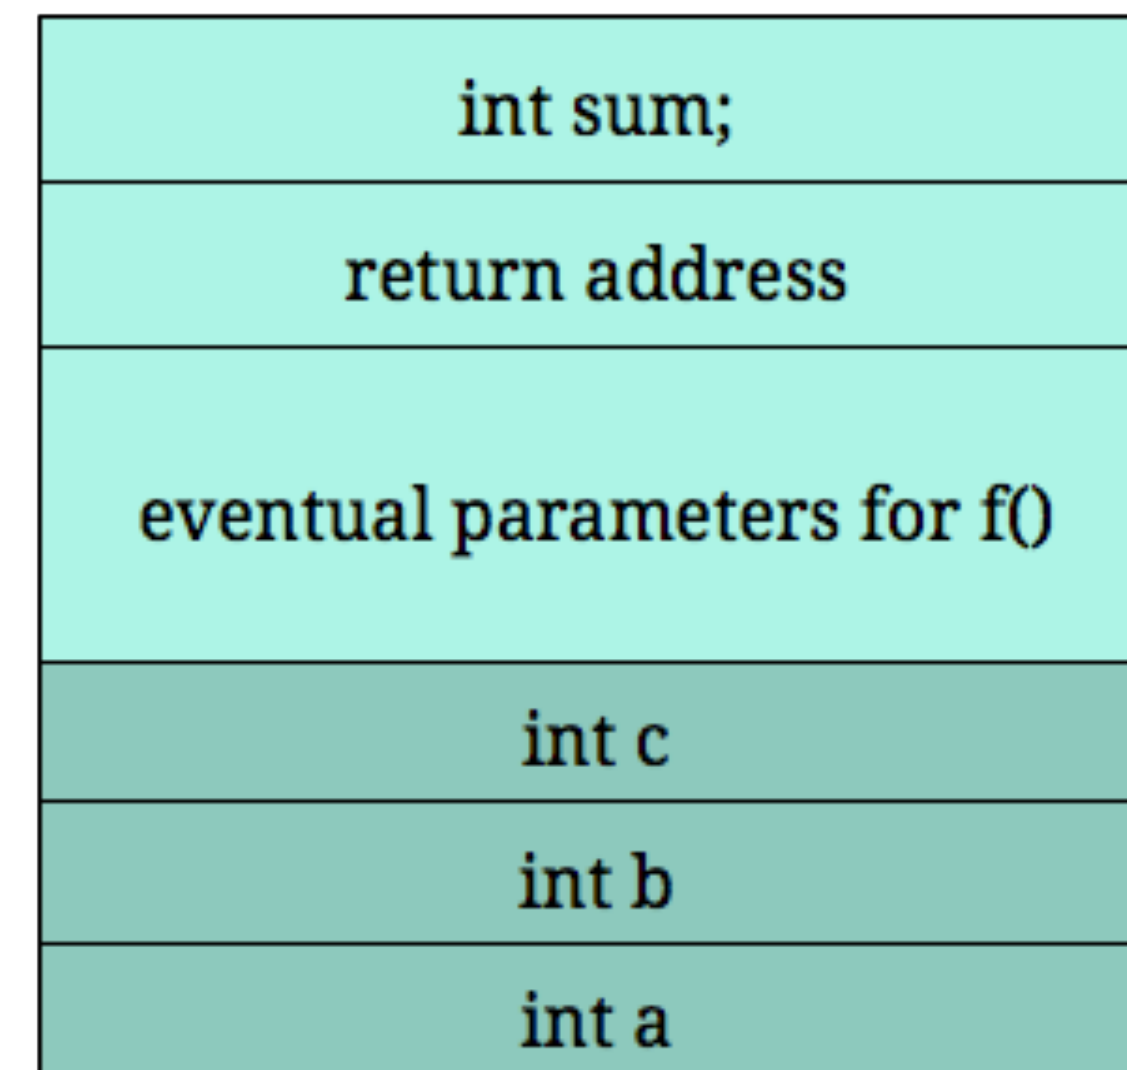 int sum;
return address
eventual parameters for f()
int c
int b
int a